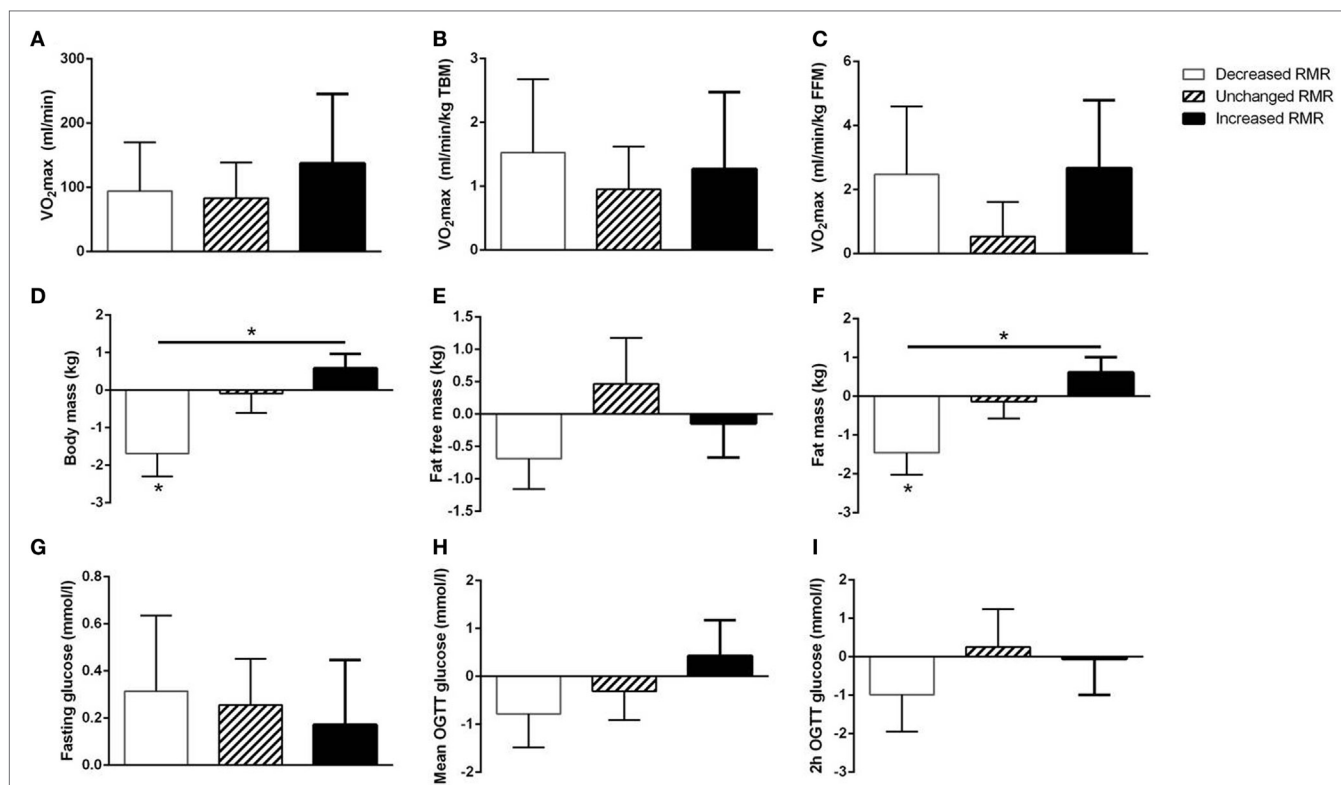 A
VO2max (ml/min)
300
200
100
0
B
VO2max (ml/min/kg TBM)
3
2
1
0
C
VO2max (ml/min/kg FFM)
6
4
2
0
Decreased RMR
Unchanged RMR
Increased RMR
D
Body mass (kg)
2
1
0
-1
-2
-3
*
*
E
Fat free mass (kg)
1.5
1.0
0.5
0.0
-0.5
-1.0
-1.5
F
Fat mass (kg)
2
1
0
-1
-2
-3
*
*
G
Fasting glucose (mmol/l)
0.8
0.6
0.4
0.2
0.0
H
Mean OGTT glucose (mmol/l)
2
1
0
-1
-2
I
2h OGTT glucose (mmol/l)
2
1
0
-1
-2
-3